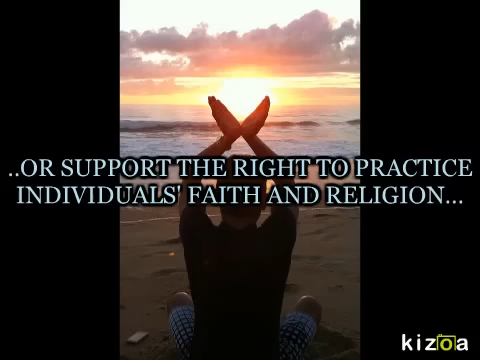 ..OR SUPPORT THE RIGHT TO PRACTICE
INDIVIDUALS' FAITH AND RELIGION...
kizoa